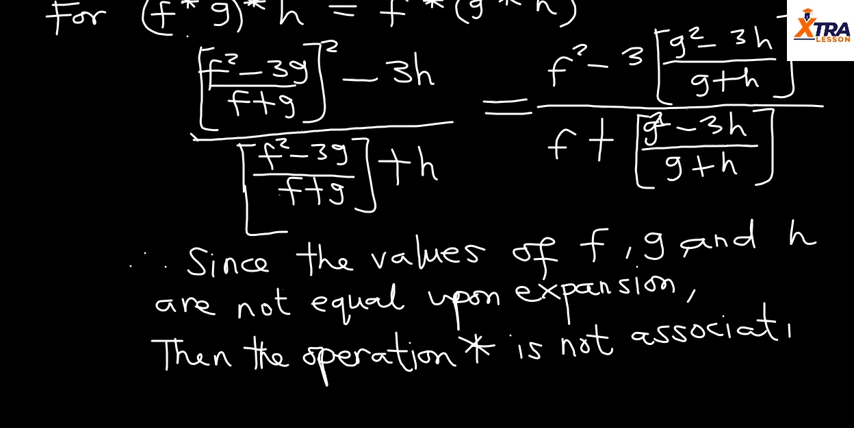 For (f * g) * h = f * (g * h)
XTRA
LESSON
[f² - 3g / f + g]² - 3h / [f² - 3g / f + g] + h = f² - 3[g² - 3h / g + h] / f + [g² - 3h / g + h]
∴ Since the values of f, g and h
are not equal upon expansion,
Then the operation * is not associati